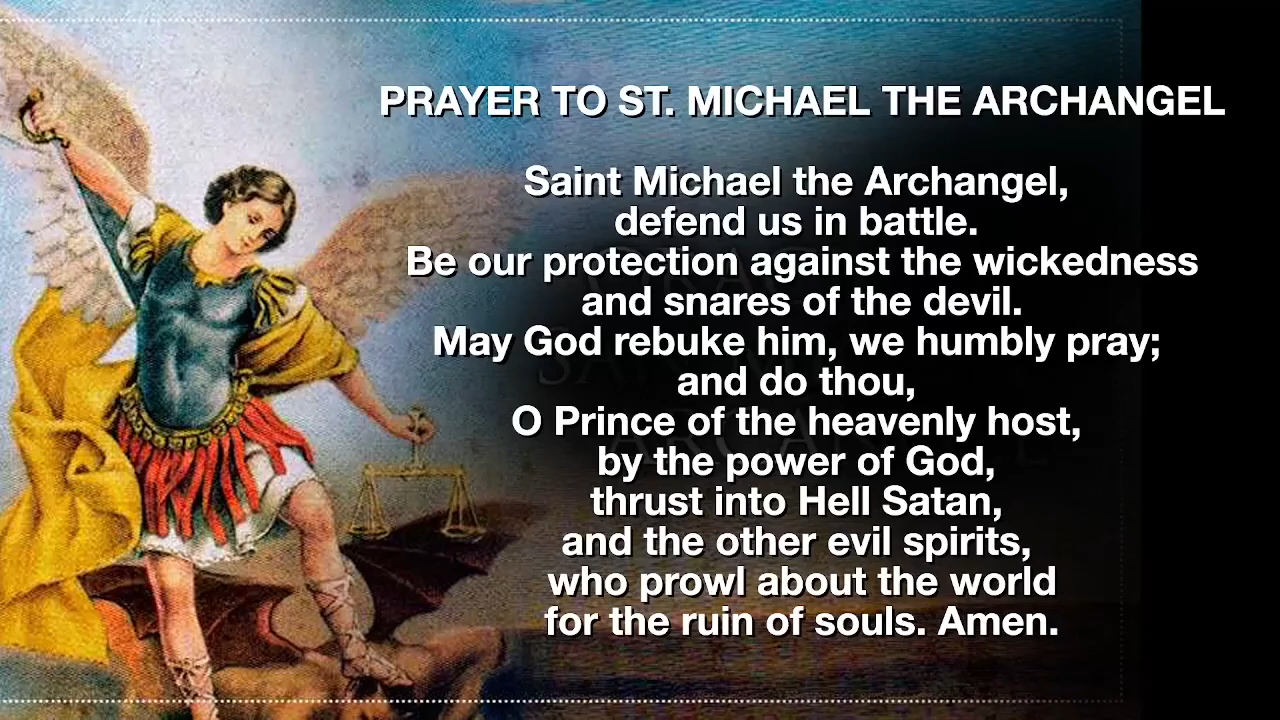 PRAYER TO ST. MICHAEL THE ARCHANGEL
Saint Michael the Archangel,
defend us in battle.
Be our protection against the wickedness
and snares of the devil.
May God rebuke him, we humbly pray;
and do thou,
O Prince of the heavenly host,
by the power of God,
thrust into Hell Satan,
and the other evil spirits,
who prowl about the world
for the ruin of souls. Amen.